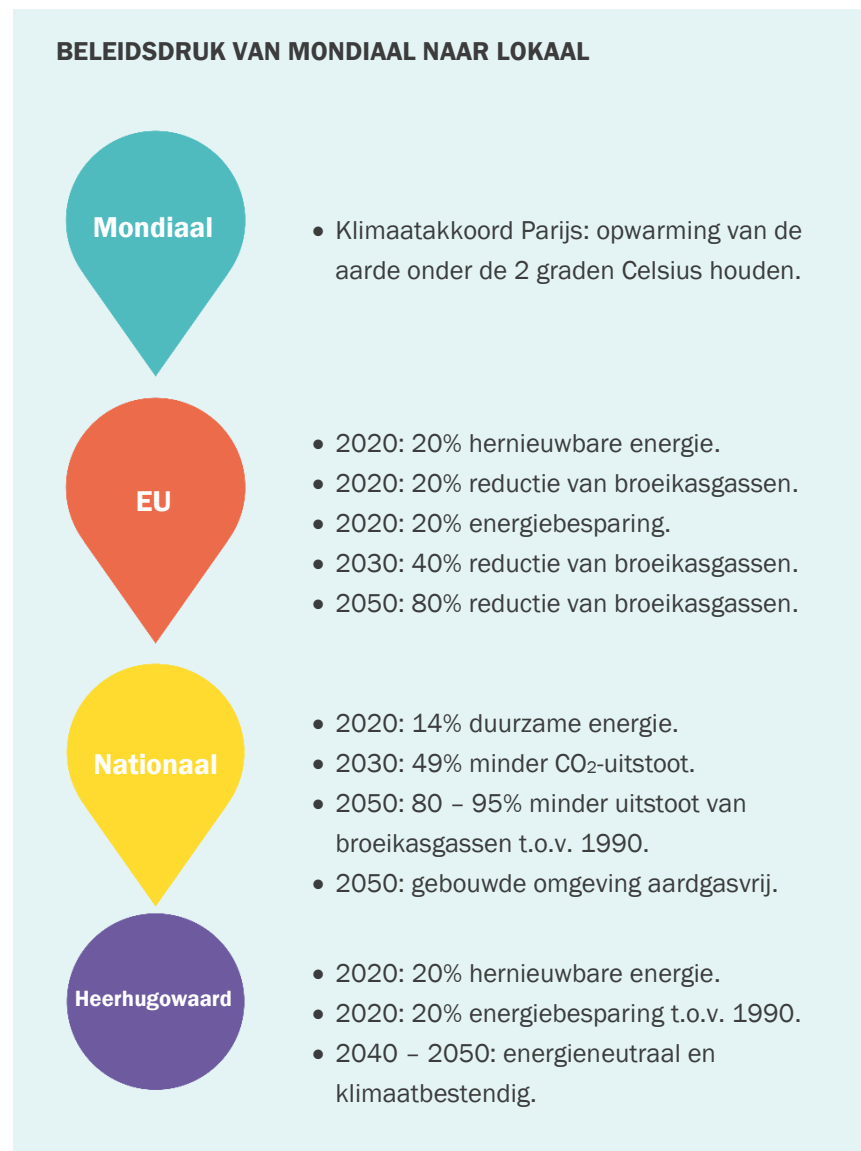 BELEIDSDRUK VAN MONDIAAL NAAR LOKAAL
Mondiaal
• Klimaatakkoord Parijs: opwarming van de
aarde onder de 2 graden Celsius houden.
EU
• 2020: 20% hernieuwbare energie.
• 2020: 20% reductie van broeikasgassen.
• 2020: 20% energiebesparing.
• 2030: 40% reductie van broeikasgassen.
• 2050: 80% reductie van broeikasgassen.
Nationaal
• 2020: 14% duurzame energie.
• 2030: 49% minder CO₂-uitstoot.
• 2050: 80 – 95% minder uitstoot van
broeikasgassen t.o.v. 1990.
• 2050: gebouwde omgeving aardgasvrij.
Heerhugowaard
• 2020: 20% hernieuwbare energie.
• 2020: 20% energiebesparing t.o.v. 1990.
• 2040 – 2050: energieneutraal en
klimaatbestendig.